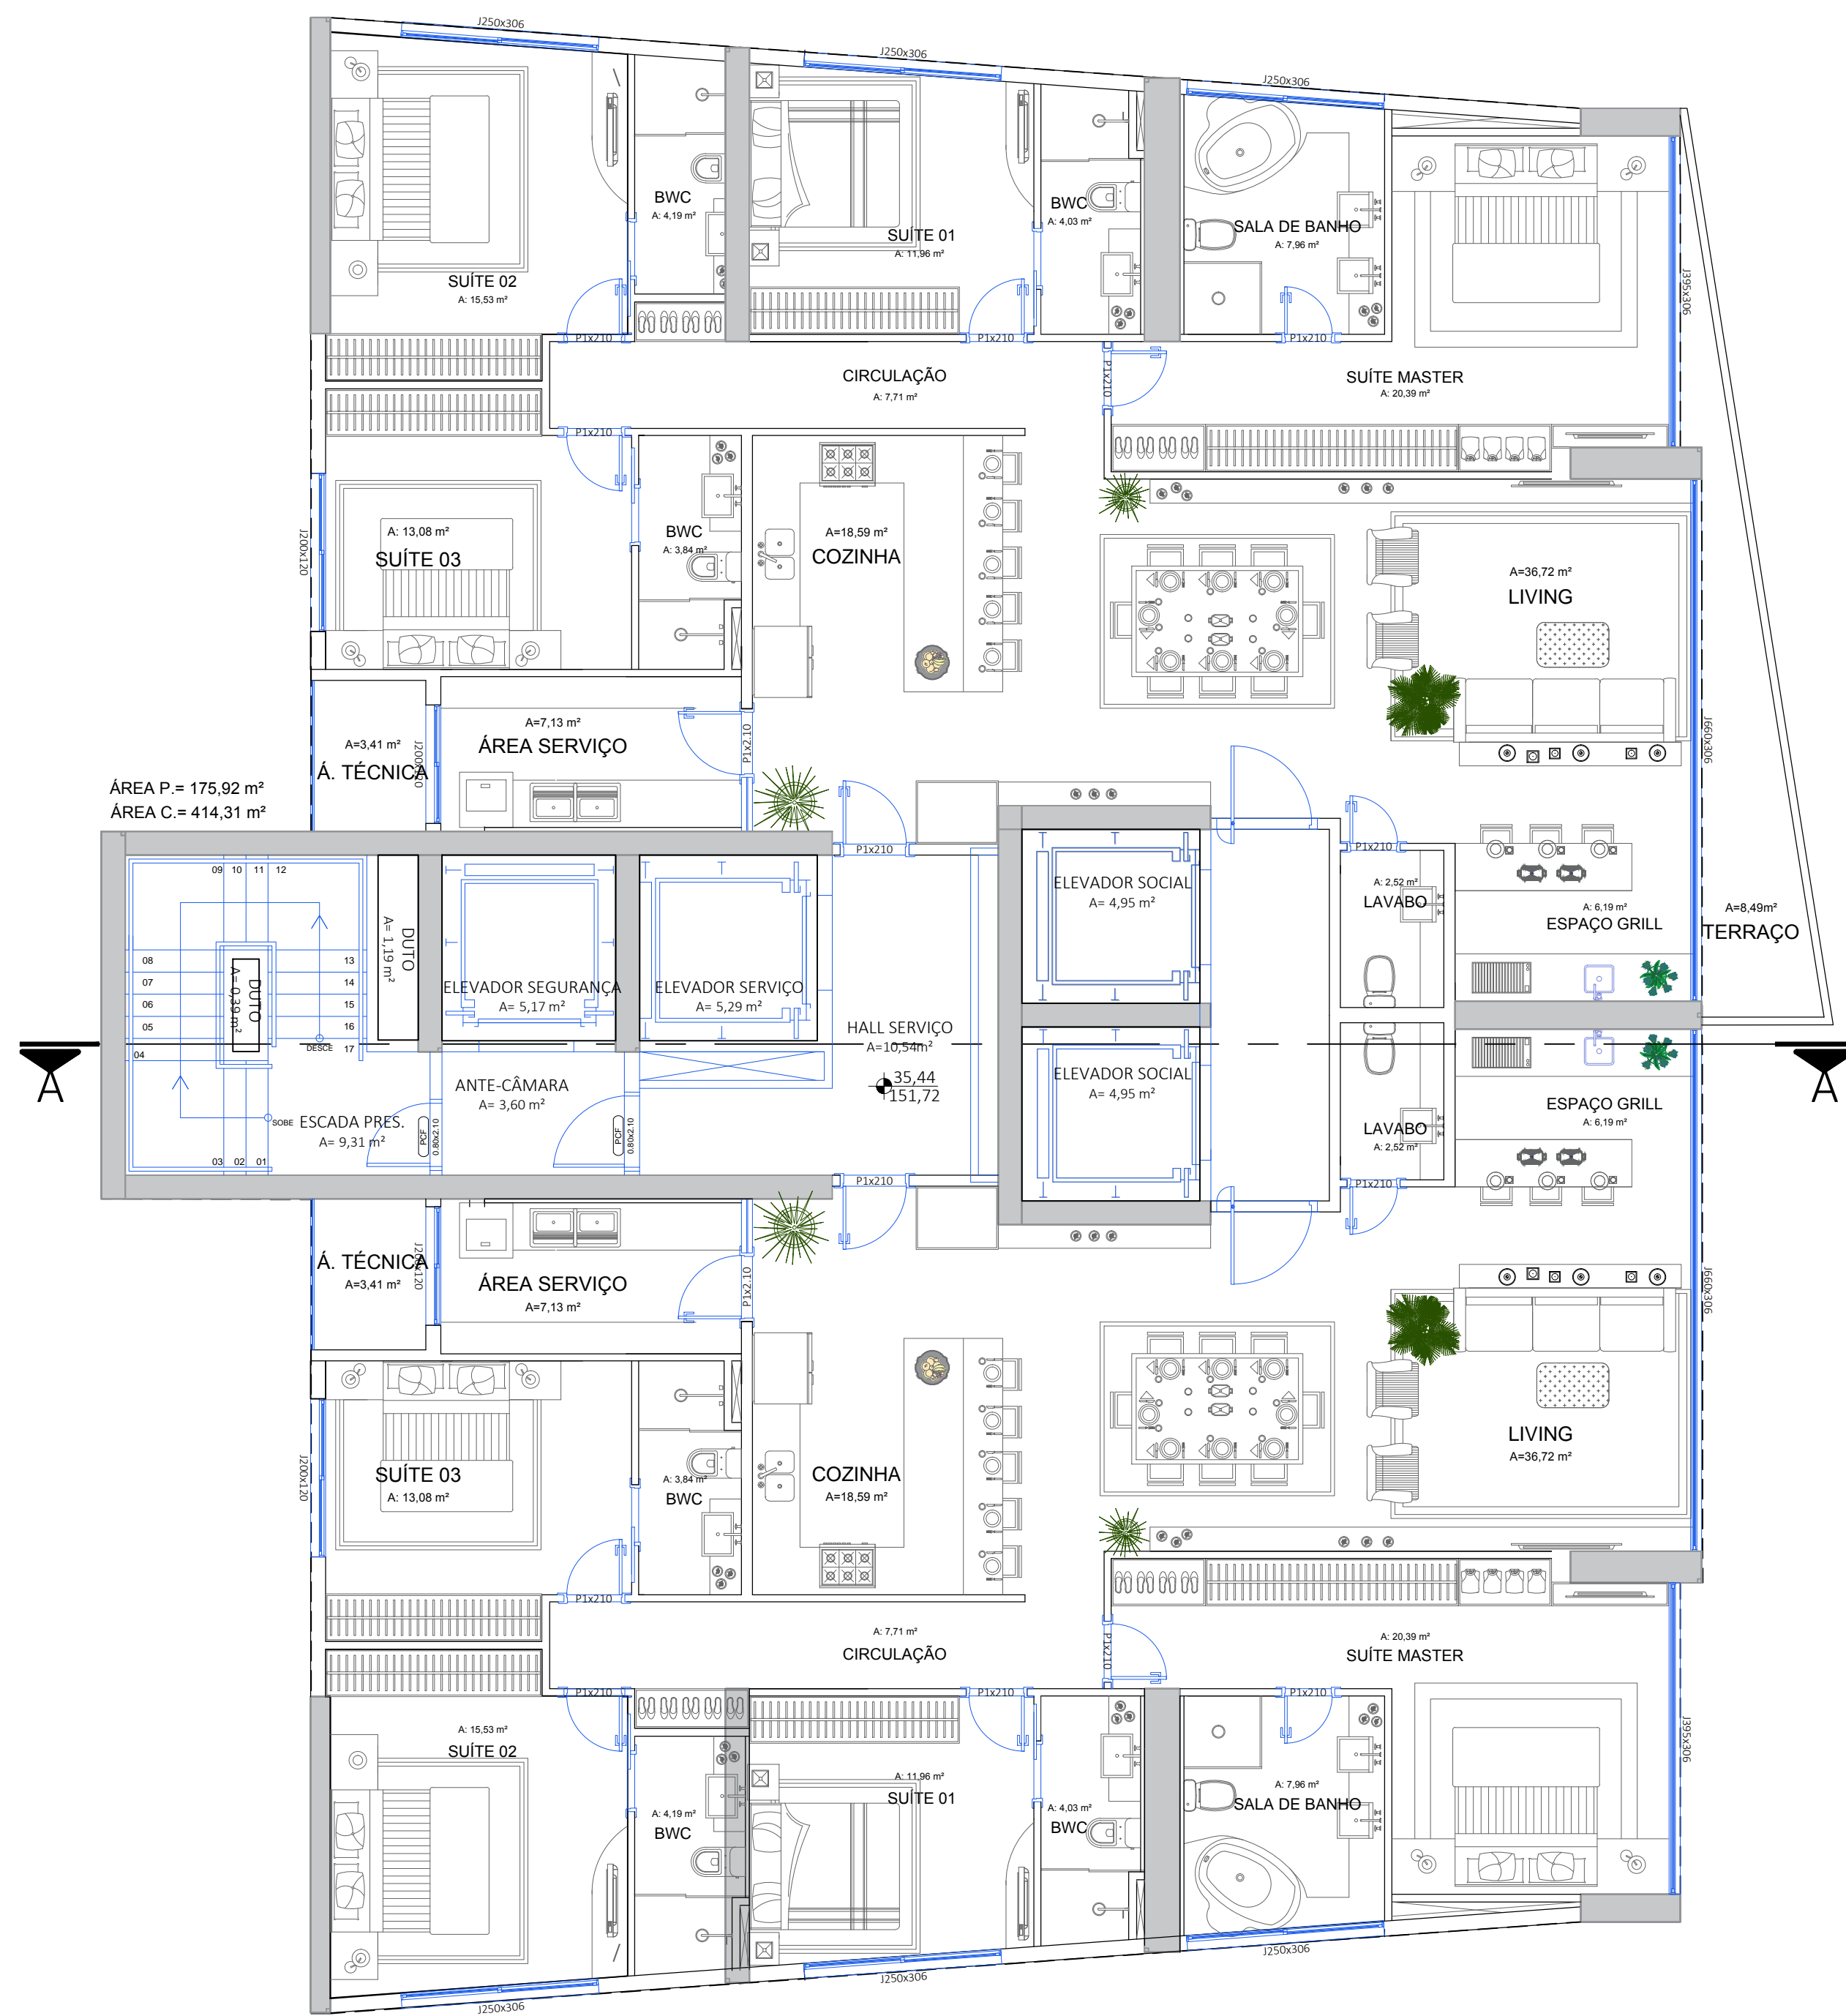 J250x306
J250x306
J250x306
BWC
A: 4,19 m²
BWC
A: 4,03 m²
SUÍTE 01
A: 11,96 m²
SALA DE BANHO
A: 7,96 m²
SUÍTE 02
A: 15,53 m²
J395x306
P1x210
P1x210
P1x210
CIRCULAÇÃO
A: 7,71 m²
P1x210
SUÍTE MASTER
A: 20,39 m²
P1x210
J200x120
A: 13,08 m²
SUÍTE 03
BWC
A: 3,84 m²
A=18,59 m²
COZINHA
A=36,72 m²
LIVING
A=3,41 m²
Á. TÉCNICA
J200x120
A=7,13 m²
ÁREA SERVIÇO
P1x2.10
J660x306
ÁREA P.= 175,92 m²
ÁREA C.= 414,31 m²
P1x210
P1x210
09 10 11 12
08
07
06
05
04
13
14
15
16
17
DUTO
A= 0,39 m²
DUTO
A= 1,19 m²
DESCE
SOBE
03 02 01
ELEVADOR SEGURANÇA
A= 5,17 m²
ELEVADOR SERVIÇO
A= 5,29 m²
ELEVADOR SOCIAL
A= 4,95 m²
A: 2,52 m²
LAVABO
A: 6,19 m²
ESPAÇO GRILL
A=8,49m²
TERRAÇO
HALL SERVIÇO
A=10,54m²
35,44
151,72
A
A
ANTE-CÂMARA
A= 3,60 m²
ESCADA PRES.
A= 9,31 m²
PCF
0.80x2.10
PCF
0.80x2.10
ELEVADOR SOCIAL
A= 4,95 m²
LAVABO
A: 2,52 m²
ESPAÇO GRILL
A: 6,19 m²
P1x210
P1x210
Á. TÉCNICA
A=3,41 m²
J200x120
ÁREA SERVIÇO
A=7,13 m²
P1x2.10
J660x306
J200x120
SUÍTE 03
A: 13,08 m²
A: 3,84 m²
BWC
COZINHA
A=18,59 m²
LIVING
A=36,72 m²
P1x210
A: 7,71 m²
CIRCULAÇÃO
P1x210
A: 20,39 m²
SUÍTE MASTER
P1x210
P1x210
P1x210
J395x306
A: 15,53 m²
SUÍTE 02
A: 4,19 m²
BWC
A: 11,96 m²
SUÍTE 01
A: 4,03 m²
BWC
A: 7,96 m²
SALA DE BANHO
J250x306
J250x306
J250x306